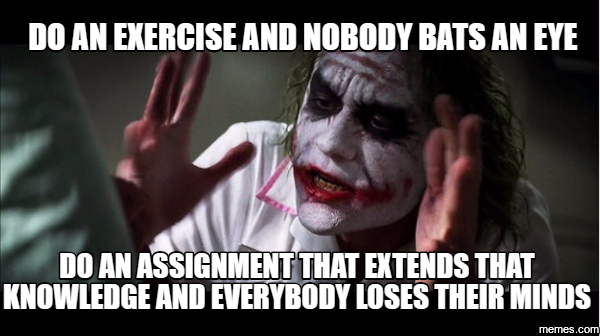 DO AN EXERCISE AND NOBODY BATS AN EYE
DO AN ASSIGNMENT THAT EXTENDS THAT
KNOWLEDGE AND EVERYBODY LOSES THEIR MINDS
memes.com